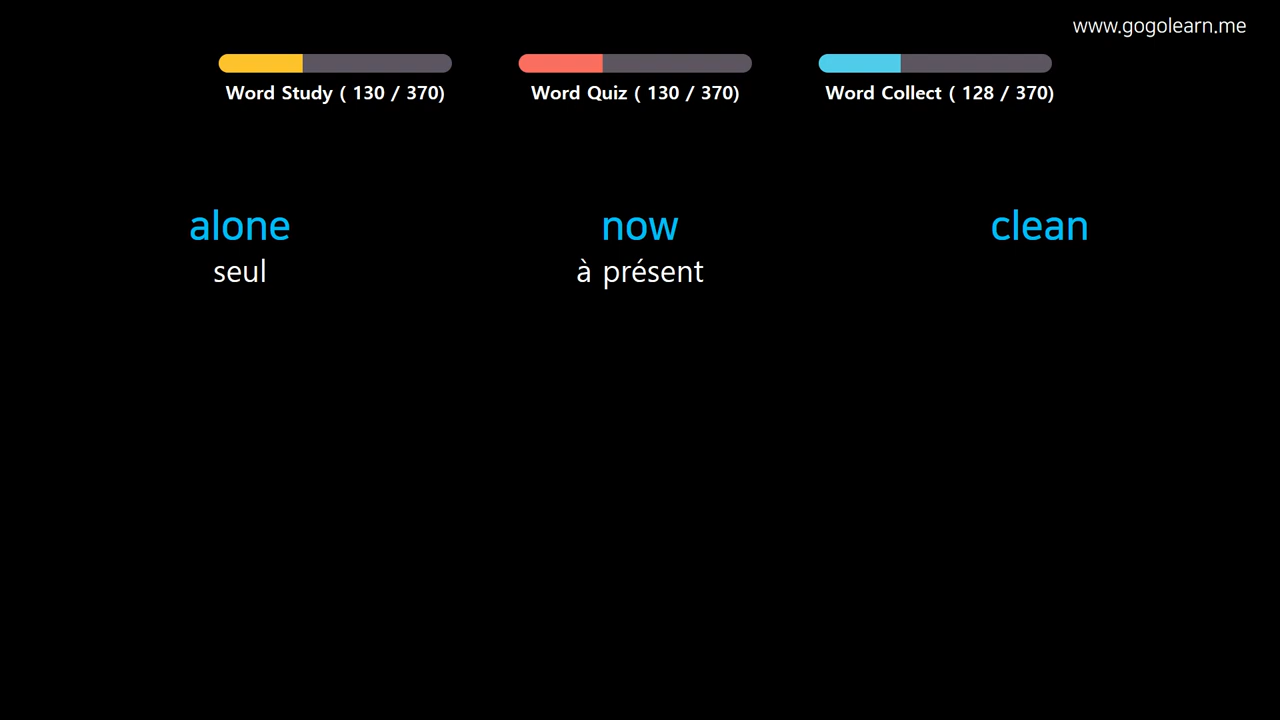 www.gogolearn.me
Word Study ( 130 / 370)
Word Quiz ( 130 / 370)
Word Collect ( 128 / 370)
alone
seul
now
à présent
clean